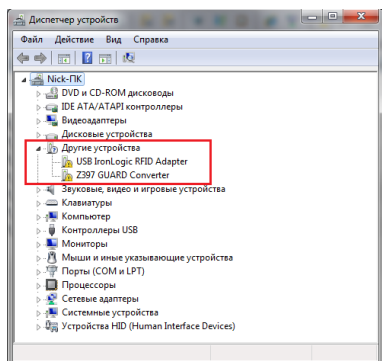 Диспетчер устройств
Файл Действие Вид Справка
Nick-ПК
DVD и CD-ROM дисководы
IDE ATA/ATAPI контроллеры
Видеоадаптеры
Дисковые устройства
Другие устройства
USB IronLogic RFID Adapter
Z397 GUARD Converter
Звуковые, видео и игровые устройства
Клавиатуры
Компьютер
Контроллеры USB
Мониторы
Мыши и иные указывающие устройства
Порты (COM и LPT)
Процессоры
Сетевые адаптеры
Системные устройства
Устройства HID (Human Interface Devices)